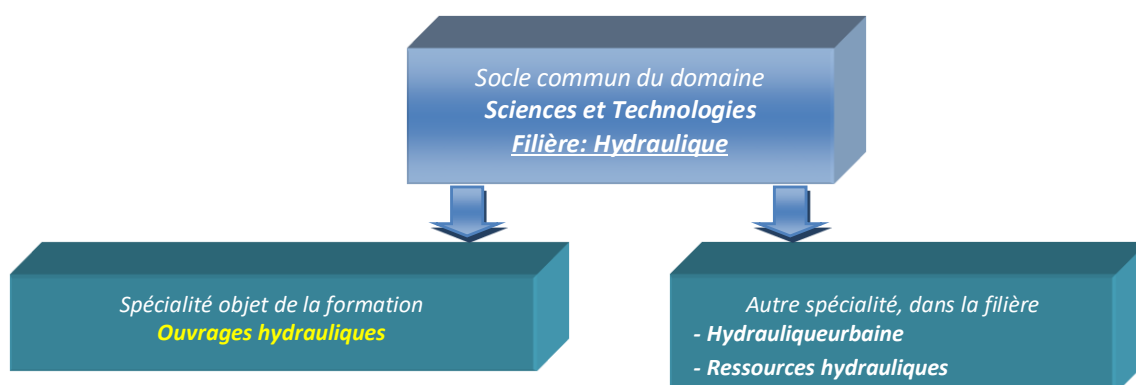 Socle commun du domaine
Sciences et Technologies
Filière: Hydraulique
Spécialité objet de la formation
Ouvrages hydrauliques
Autre spécialité, dans la filière
- Hydrauliqueurbaine
- Ressources hydrauliques